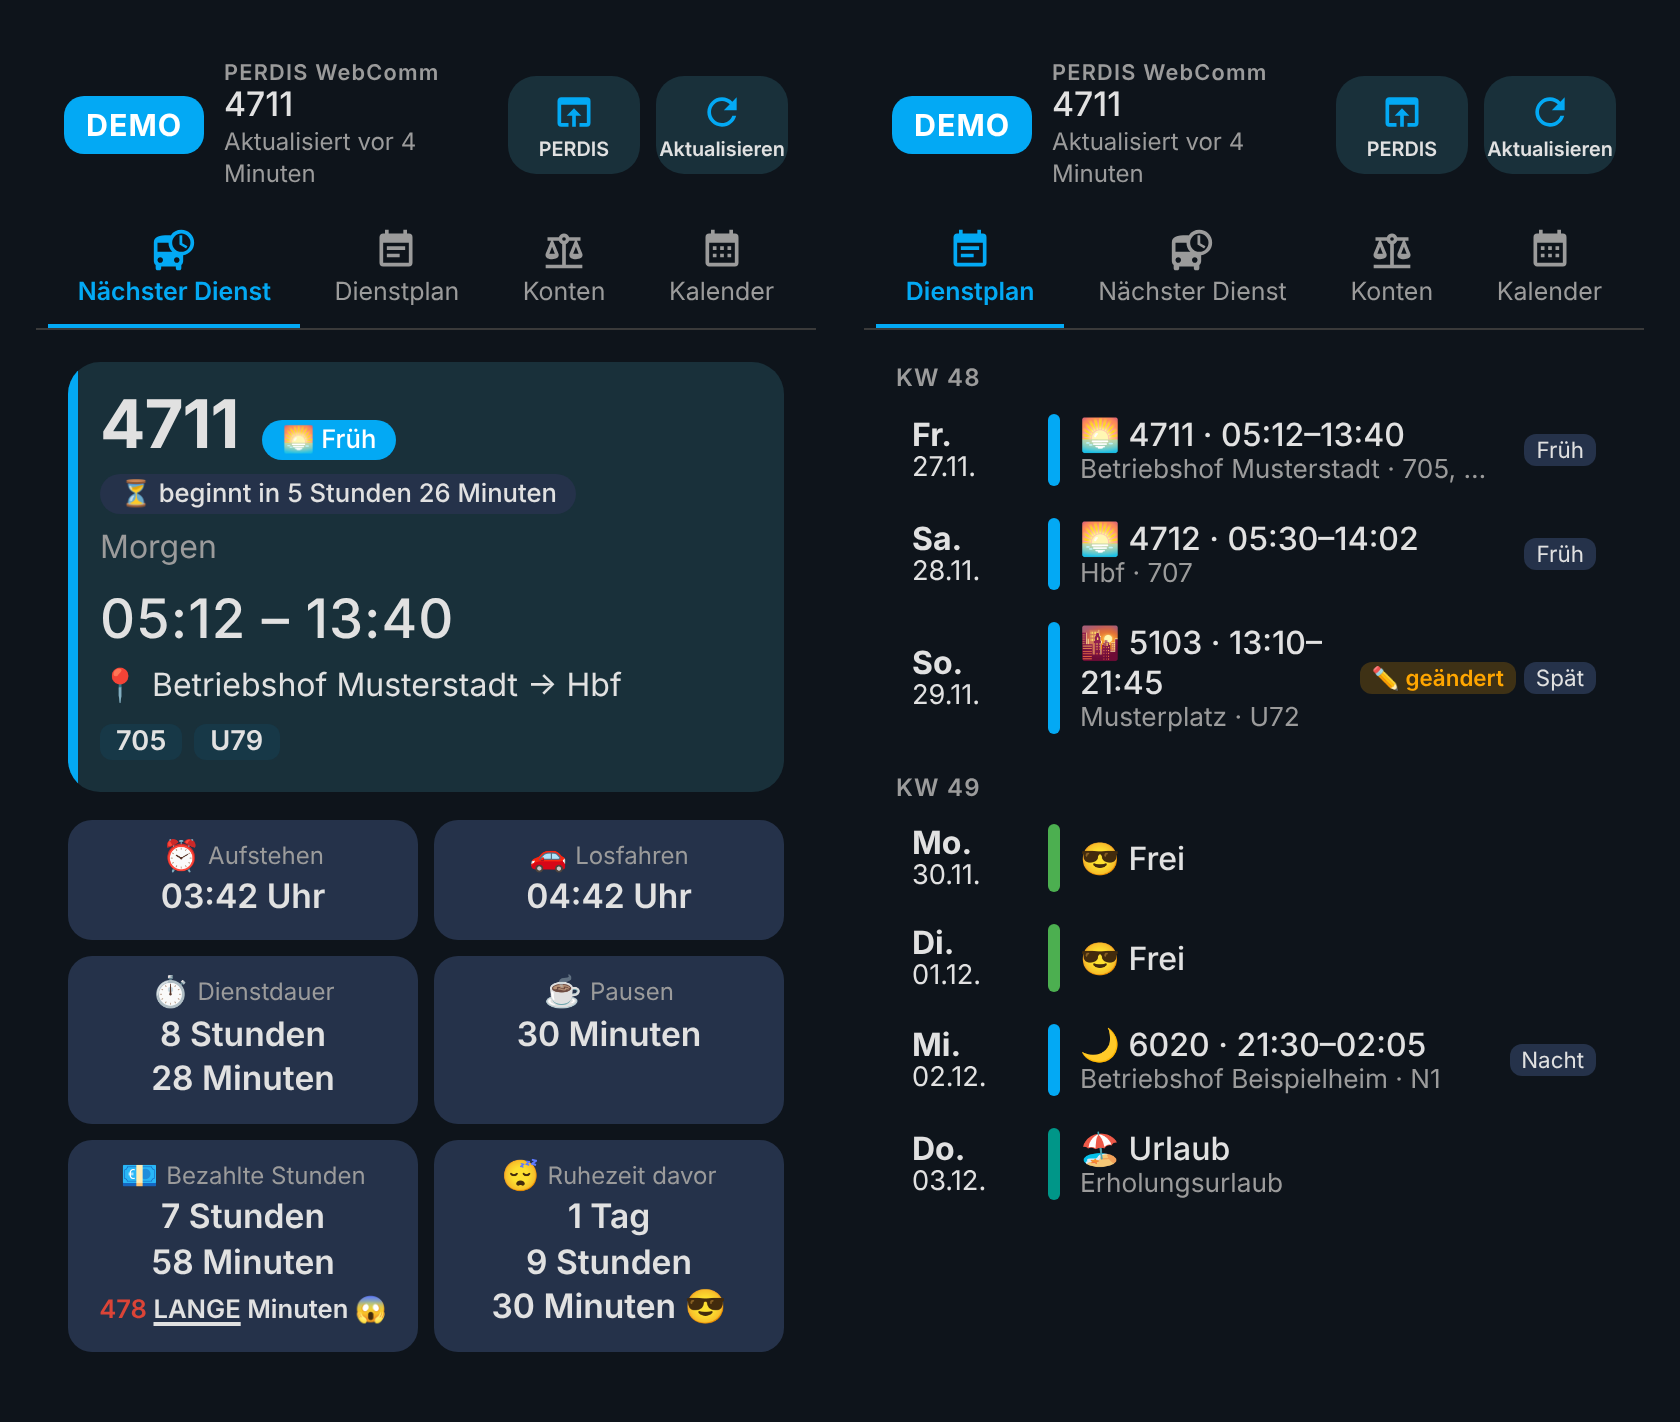 DEMO
PERDIS WebComm
4711
Aktualisiert vor 4
Minuten
PERDIS
Aktualisieren
Nächster Dienst
Dienstplan
Konten
Kalender
4711
🌅 Früh
⏳ beginnt in 5 Stunden 26 Minuten
Morgen
05:12 – 13:40
📍 Betriebshof Musterstadt → Hbf
705
U79
⏰ Aufstehen
03:42 Uhr
🚗 Losfahren
04:42 Uhr
⏱️ Dienstdauer
8 Stunden
28 Minuten
☕ Pausen
30 Minuten
💶 Bezahlte Stunden
7 Stunden
58 Minuten
478 LANGE Minuten 😱
😴 Ruhezeit davor
1 Tag
9 Stunden
30 Minuten 😎
DEMO
PERDIS WebComm
4711
Aktualisiert vor 4
Minuten
PERDIS
Aktualisieren
Dienstplan
Nächster Dienst
Konten
Kalender
KW 48
Fr.
27.11.
🌅 4711 · 05:12–13:40
Betriebshof Musterstadt · 705, ...
Früh
Sa.
28.11.
🌅 4712 · 05:30–14:02
Hbf · 707
Früh
So.
29.11.
🌇 5103 · 13:10–
21:45
Musterplatz · U72
✏️ geändert
Spät
KW 49
Mo.
30.11.
😎 Frei
Di.
01.12.
😎 Frei
Mi.
02.12.
🌙 6020 · 21:30–02:05
Betriebshof Beispielheim · N1
Nacht
Do.
03.12.
🏖️ Urlaub
Erholungsurlaub